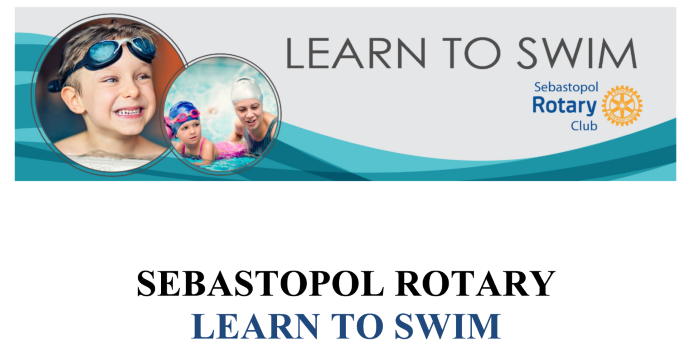 LEARN TO SWIM
Sebastopol
Rotary
Club
SEBASTOPOL ROTARY
LEARN TO SWIM